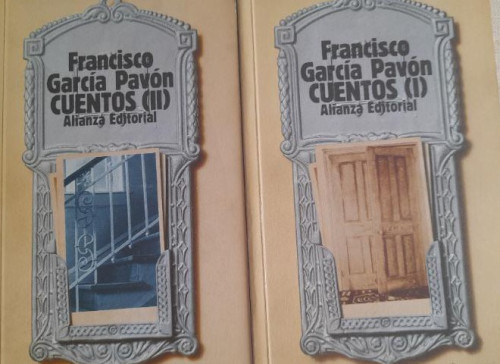 Francisco
García Pavón
CUENTOS (II)
Alianza Editorial
Francisco
García Pavón
CUENTOS (I)
Alianza Editorial